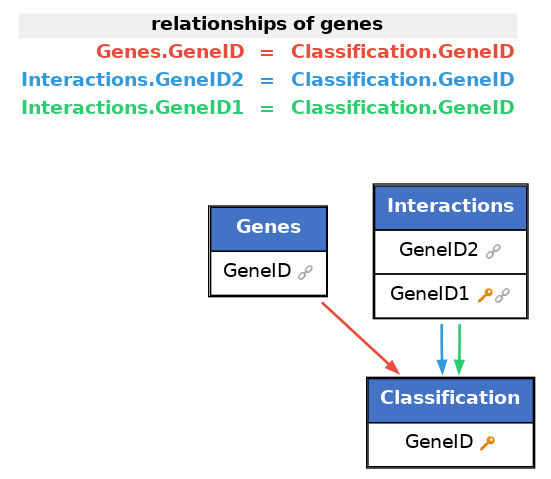 relationships of genes
Genes.GeneID = Classification.GeneID
Interactions.GeneID2 = Classification.GeneID
Interactions.GeneID1 = Classification.GeneID
Genes
GeneID
Interactions
GeneID2
GeneID1
Classification
GeneID